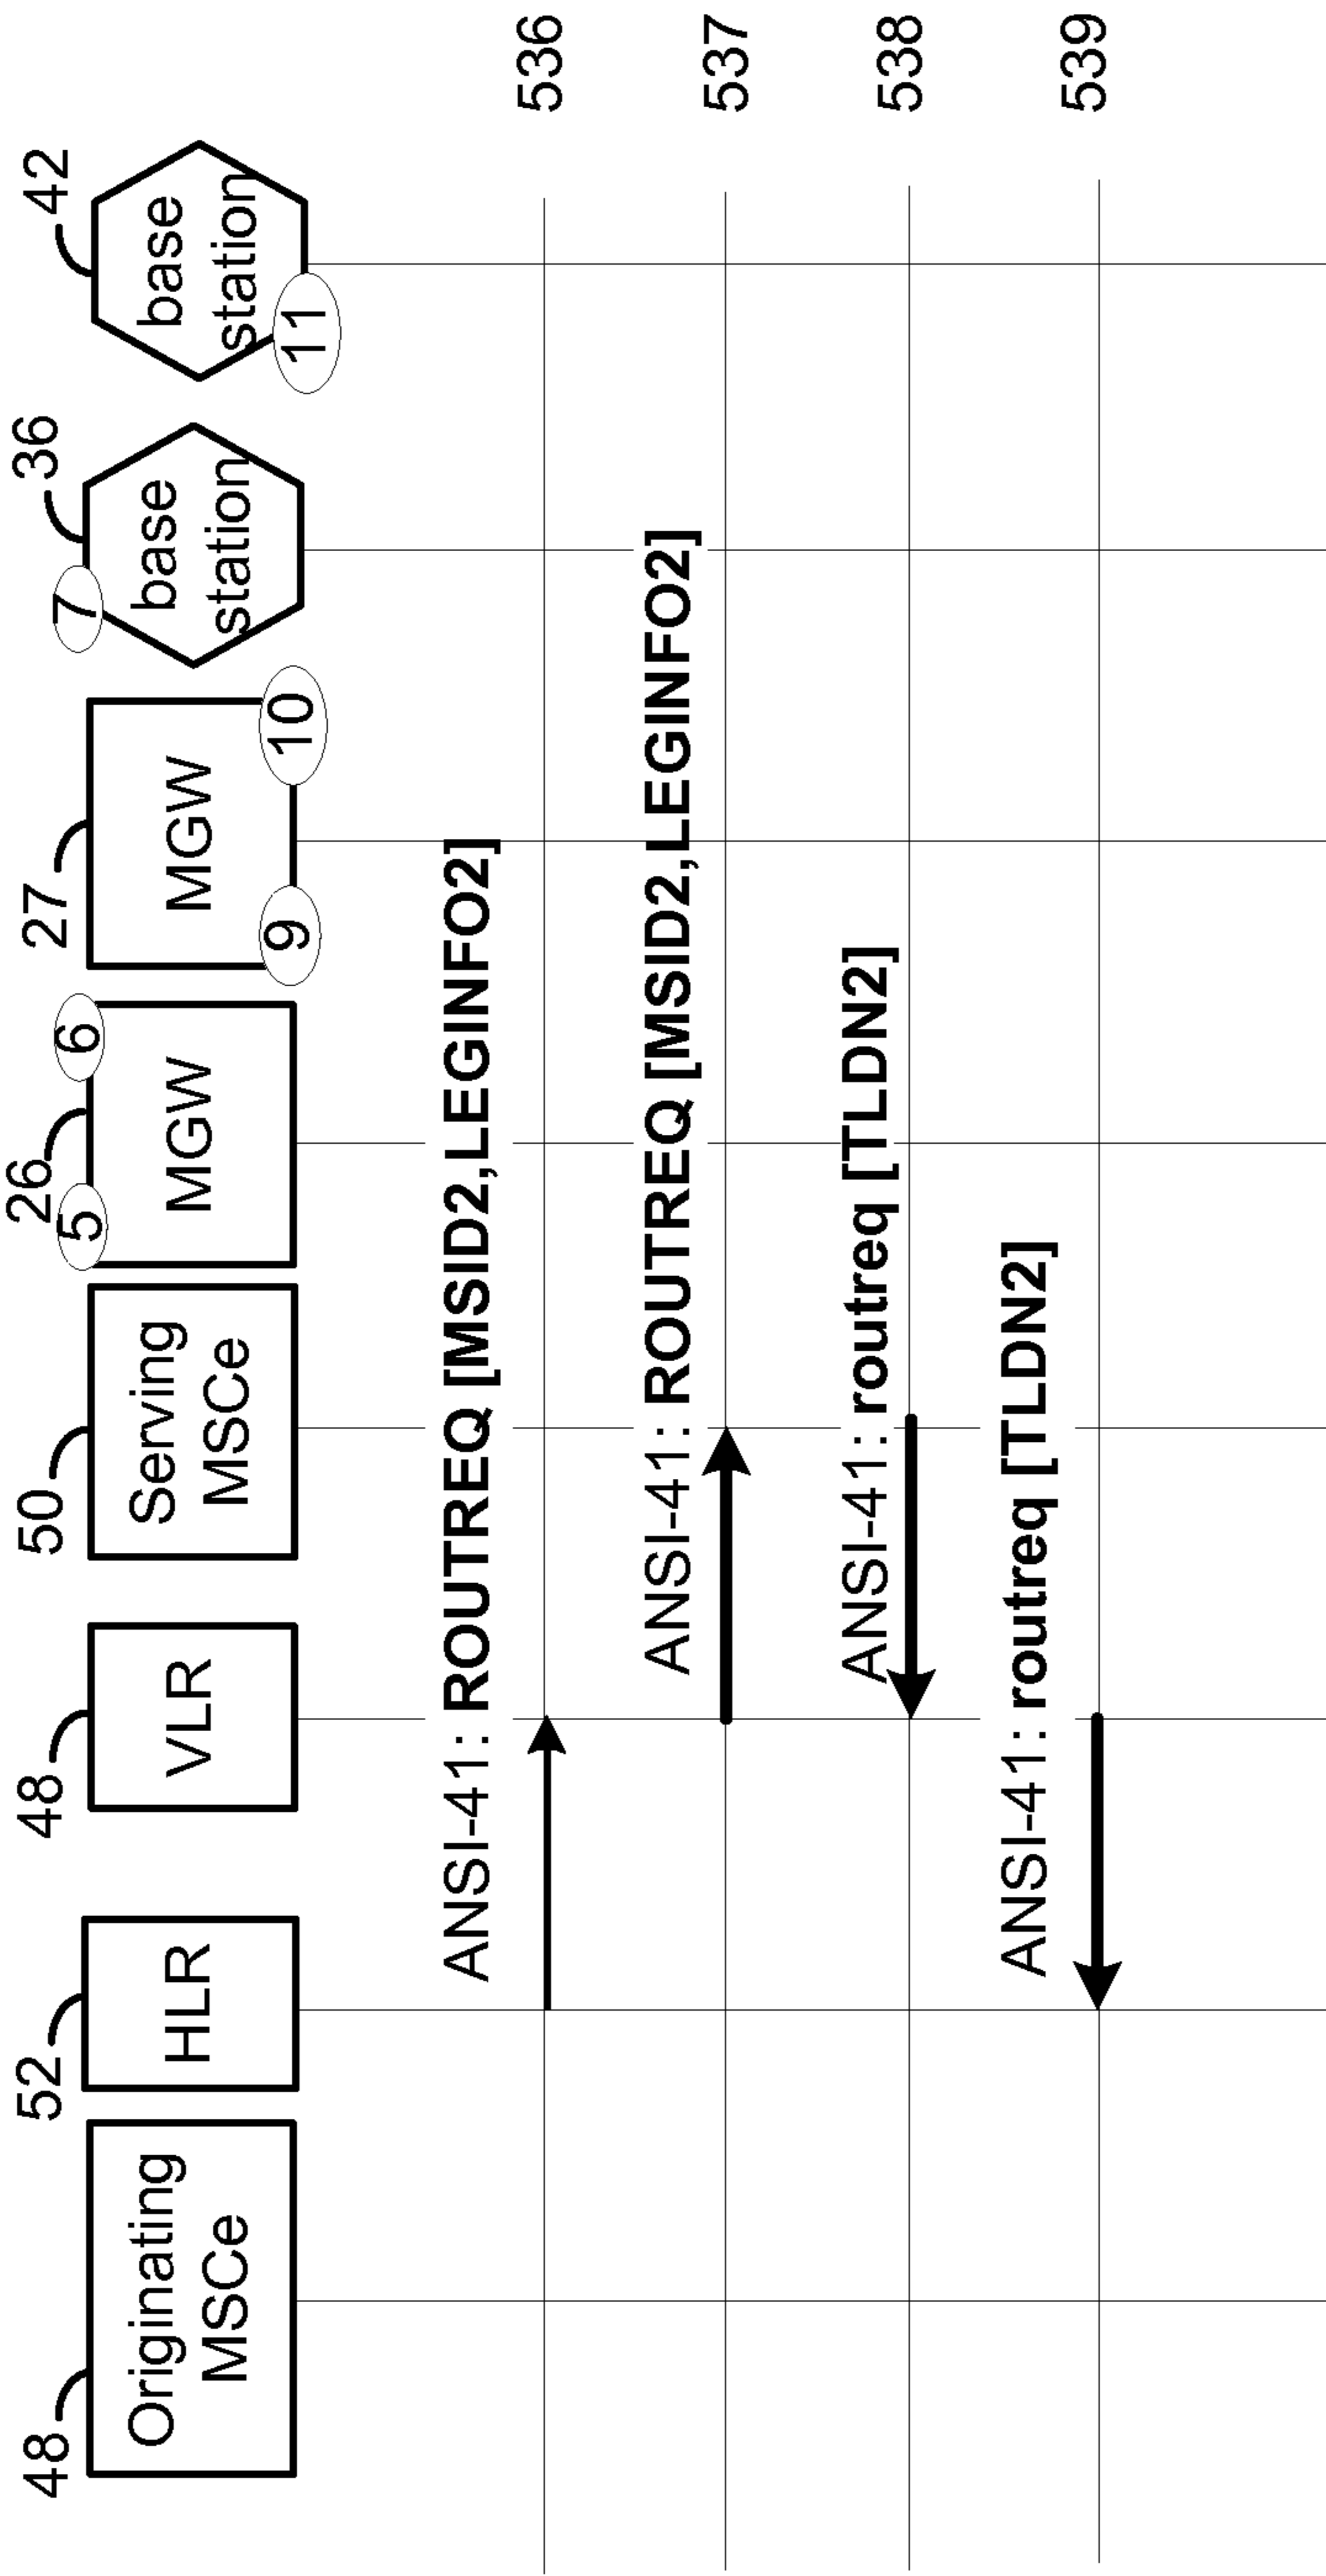 48
Originating
MSCe
52
HLR
48
VLR
50
Serving
MSCe
26
5
6
MGW
27
MGW
9
10
36
7
base
station
42
base
station
11
ANSI-41: ROUTREQ [MSID2,LEGINFO2]
536
ANSI-41: ROUTREQ [MSID2,LEGINFO2]
537
ANSI-41: routreq [TLDN2]
538
ANSI-41: routreq [TLDN2]
539